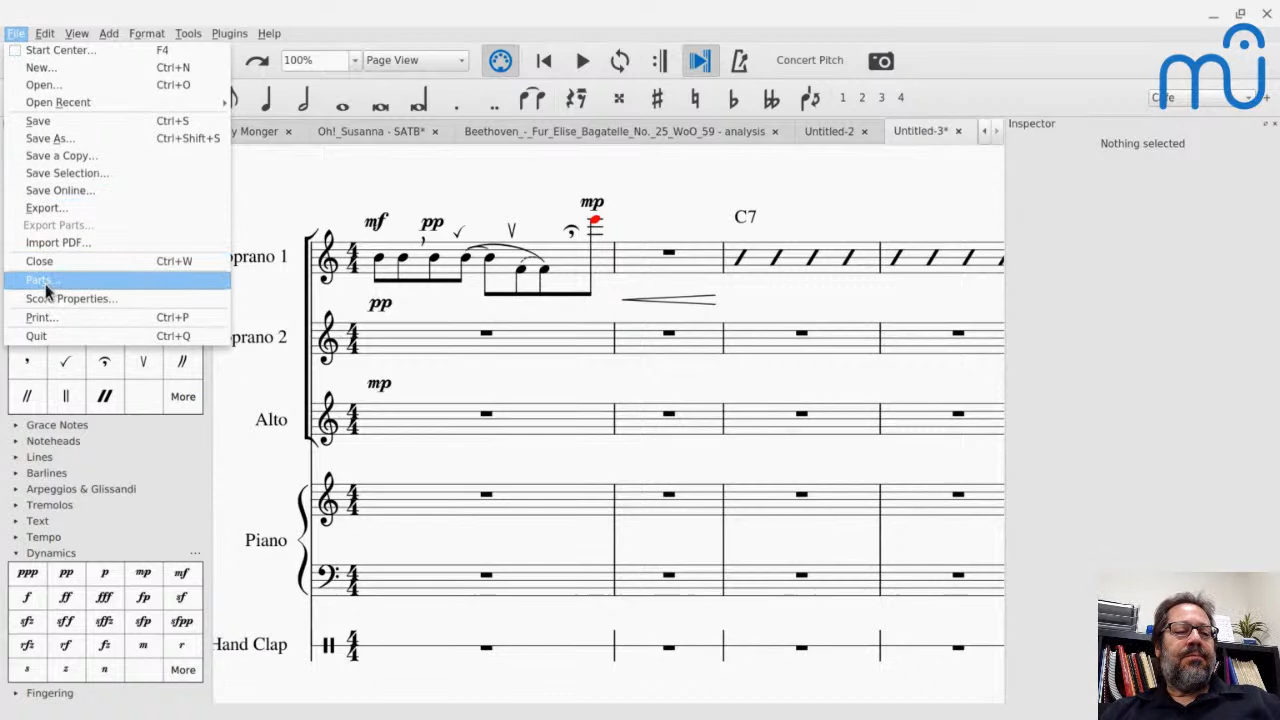 File Edit View Add Format Tools Plugins Help
Start Center... F4
New... Ctrl+N
Open... Ctrl+O
Open Recent
Save Ctrl+S
Save As... Ctrl+Shift+S
Save a Copy...
Save Selection...
Save Online...
Export...
Export Parts...
Import PDF...
Close Ctrl+W
Parts...
Score Properties...
Print... Ctrl+P
Quit Ctrl+Q
100% Page View Concert Pitch
1 2 3 4
y Monger Oh!_Susanna - SATB* Beethoven_-_Fur_Elise_Bagatelle_No._25_WoO_59 - analysis Untitled-2 Untitled-3*
Inspector
Nothing selected
mf pp mp C7
oprano 1
pp
oprano 2
mp
Alto
Piano
Hand Clap
More
Grace Notes
Noteheads
Lines
Barlines
Arpeggios & Glissandi
Tremolos
Text
Tempo
Dynamics ...
ppp pp p mp mf
f ff fff fp sf
sfz sff sffz sfp sfpp
rfz rf fz m r
s z n More
Fingering